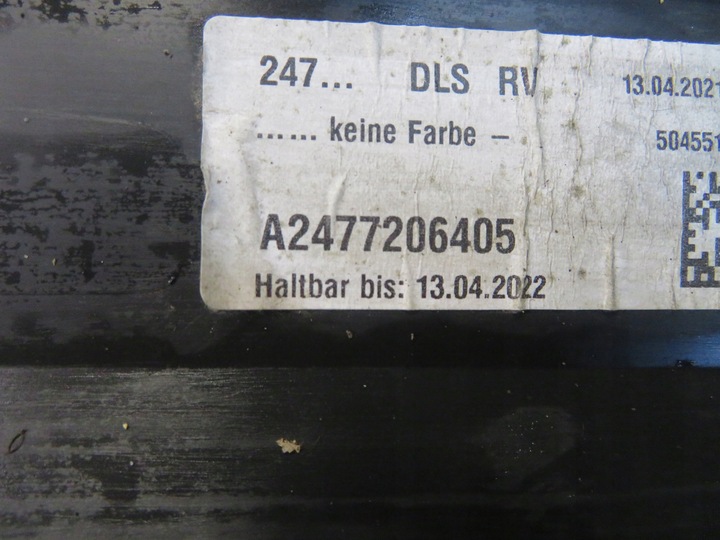 247... DLS RV 13.04.2021
...... keine Farbe – 504551
A2477206405
Haltbar bis: 13.04.2022